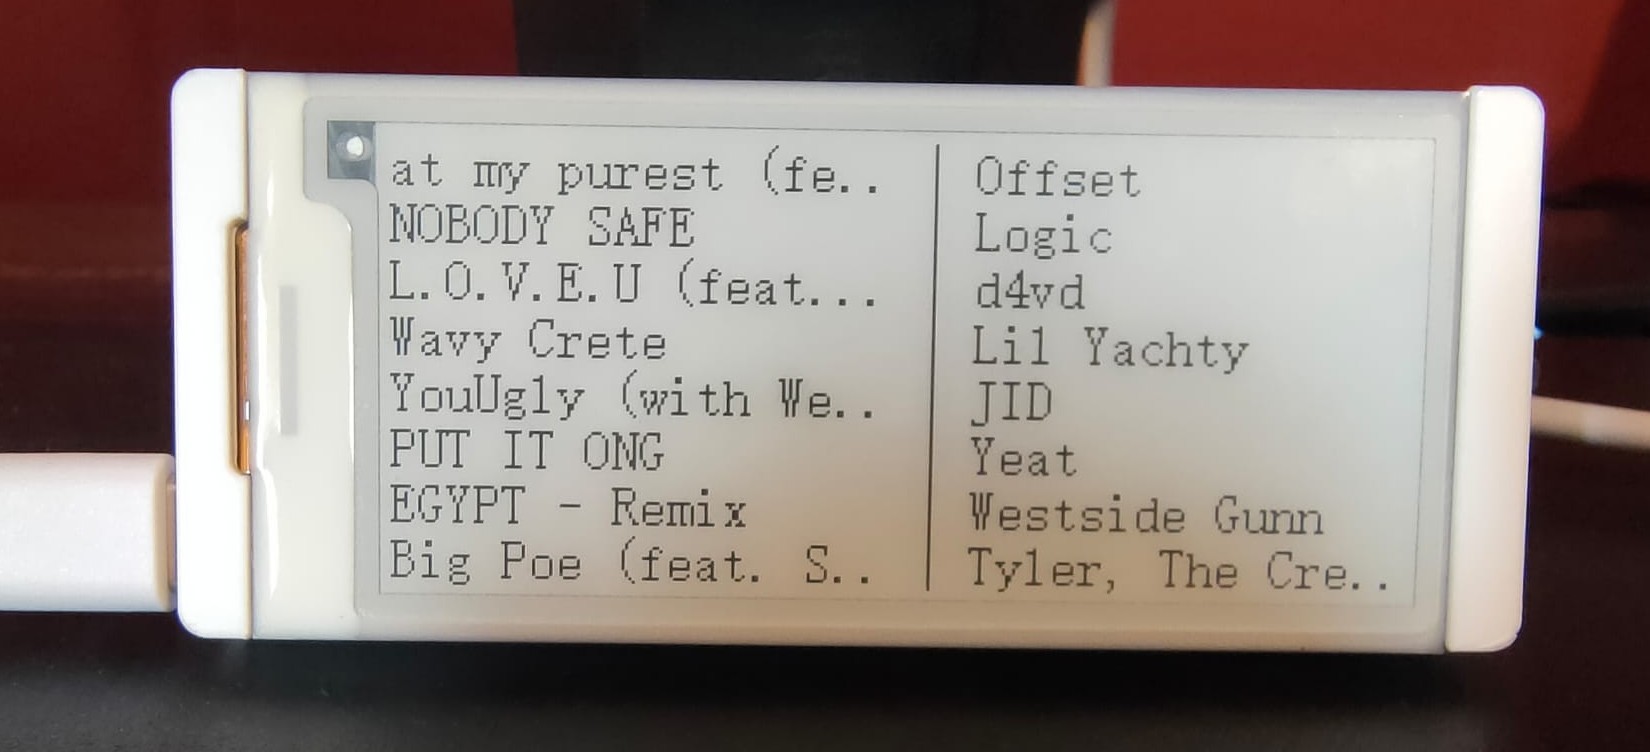 at my purest (fe.. Offset
NOBODY SAFE Logic
L.O.V.E.U (feat... d4vd
Wavy Crete Lil Yachty
YouUgly (with We.. JID
PUT IT ONG Yeat
EGYPT - Remix Westside Gunn
Big Poe (feat. S.. Tyler, The Cre..